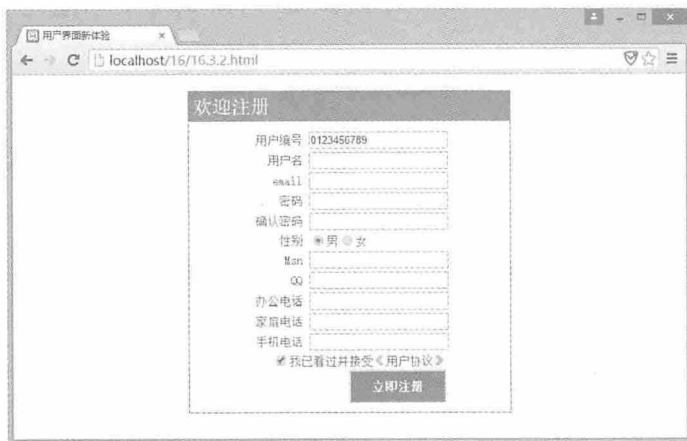 用户界面新体验
localhost/16/16.3.2.html
欢迎注册
用户编号 0123456789
用户名
email
密码
确认密码
性别 男 女
Msn
QQ
办公电话
家庭电话
手机电话
我已看过并接受《用户协议》
立即注册